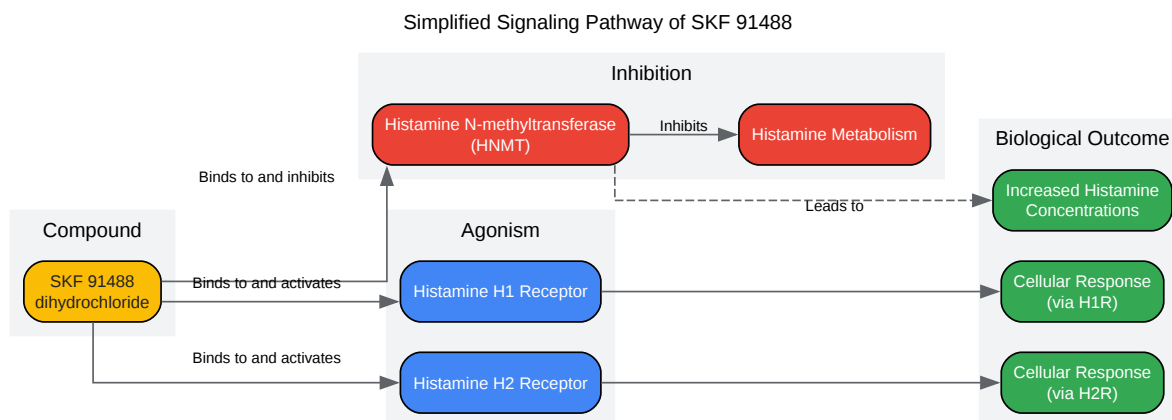 Simplified Signaling Pathway of SKF 91488
Inhibition
Histamine N-methyltransferase
(HNMT)
Inhibits
Histamine Metabolism
Biological Outcome
Binds to and inhibits
Increased Histamine
Concentrations
Leads to
Compound
Agonism
SKF 91488
dihydrochloride
Binds to and activates
Histamine H1 Receptor
Cellular Response
(via H1R)
Binds to and activates
Histamine H2 Receptor
Cellular Response
(via H2R)